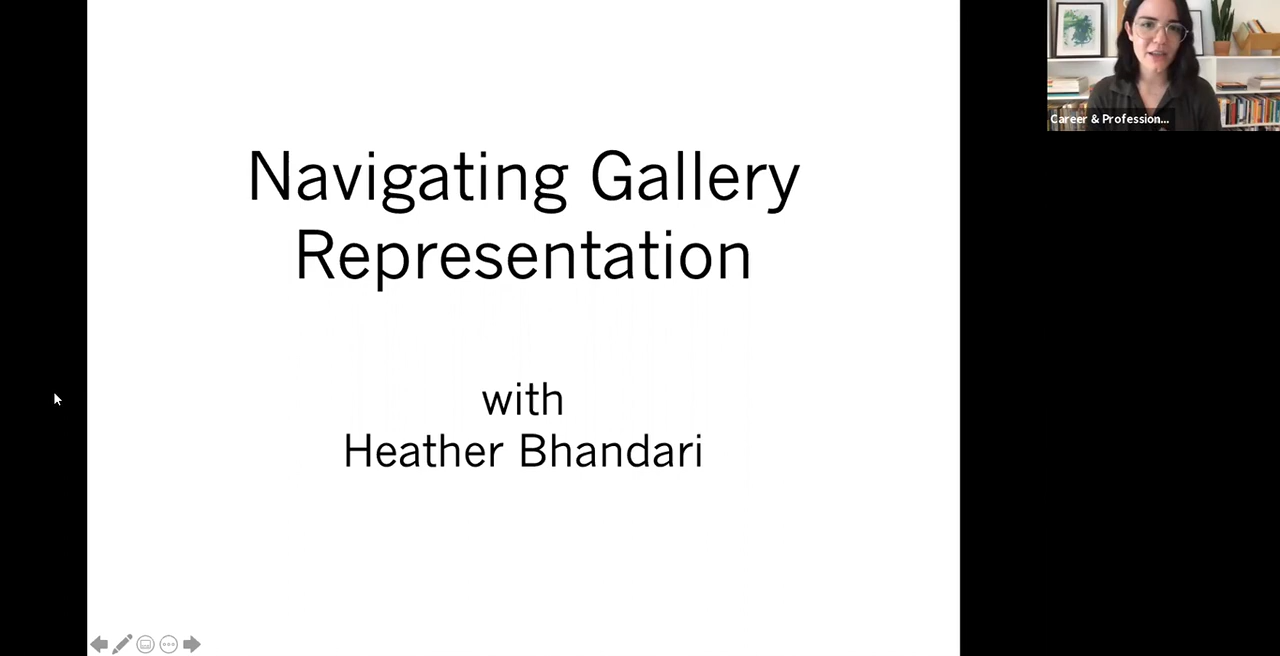 Navigating Gallery
Representation
with
Heather Bhandari
Career & Profession...